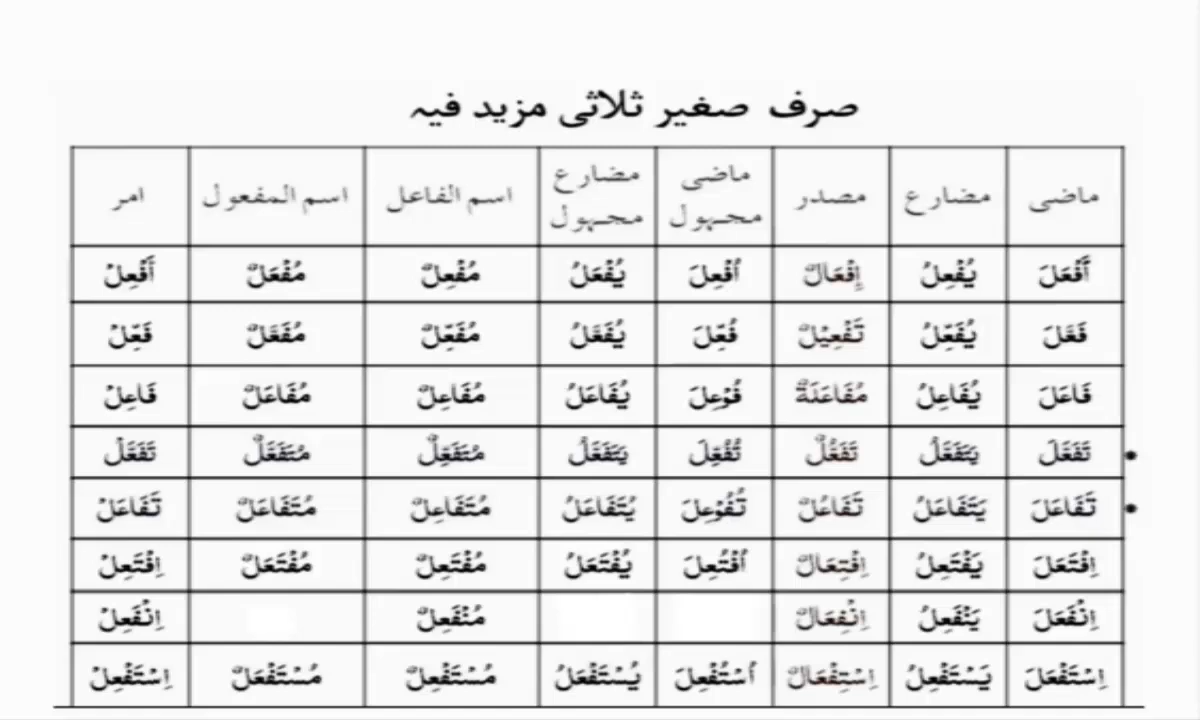 صرف صغیر ثلاثی مزید فیہ
ماضی مضارع مصدر ماضی مجہول مضارع مجہول اسم الفاعل اسم المفعول امر
أَفْعَلَ يُفْعِلُ إِفْعَالٌ اُفْعِلَ يُفْعَلُ مُفْعِلٌ مُفْعَلٌ أَفْعِلْ
فَعَّلَ يُفَعِّلُ تَفْعِيْلٌ فُعِّلَ يُفَعَّلُ مُفَعِّلٌ مُفَعَّلٌ فَعِّلْ
فَاعَلَ يُفَاعِلُ مُفَاعَلَةٌ فُوْعِلَ يُفَاعَلُ مُفَاعِلٌ مُفَاعَلٌ فَاعِلْ
تَفَعَّلَ يَتَفَعَّلُ تَفَعُّلٌ تُفُعِّلَ يُتَفَعَّلُ مُتَفَعِّلٌ مُتَفَعَّلٌ تَفَعَّلْ
تَفَاعَلَ يَتَفَاعَلُ تَفَاعُلٌ تُفُوْعِلَ يُتَفَاعَلُ مُتَفَاعِلٌ مُتَفَاعَلٌ تَفَاعَلْ
اِفْتَعَلَ يَفْتَعِلُ اِفْتِعَالٌ اُفْتُعِلَ يُفْتَعَلُ مُفْتَعِلٌ مُفْتَعَلٌ اِفْتَعِلْ
اِنْفَعَلَ يَنْفَعِلُ اِنْفِعَالٌ مُنْفَعِلٌ اِنْفَعِلْ
اِسْتَفْعَلَ يَسْتَفْعِلُ اِسْتِفْعَالٌ اُسْتُفْعِلَ يُسْتَفْعَلُ مُسْتَفْعِلٌ مُسْتَفْعَلٌ اِسْتَفْعِلْ